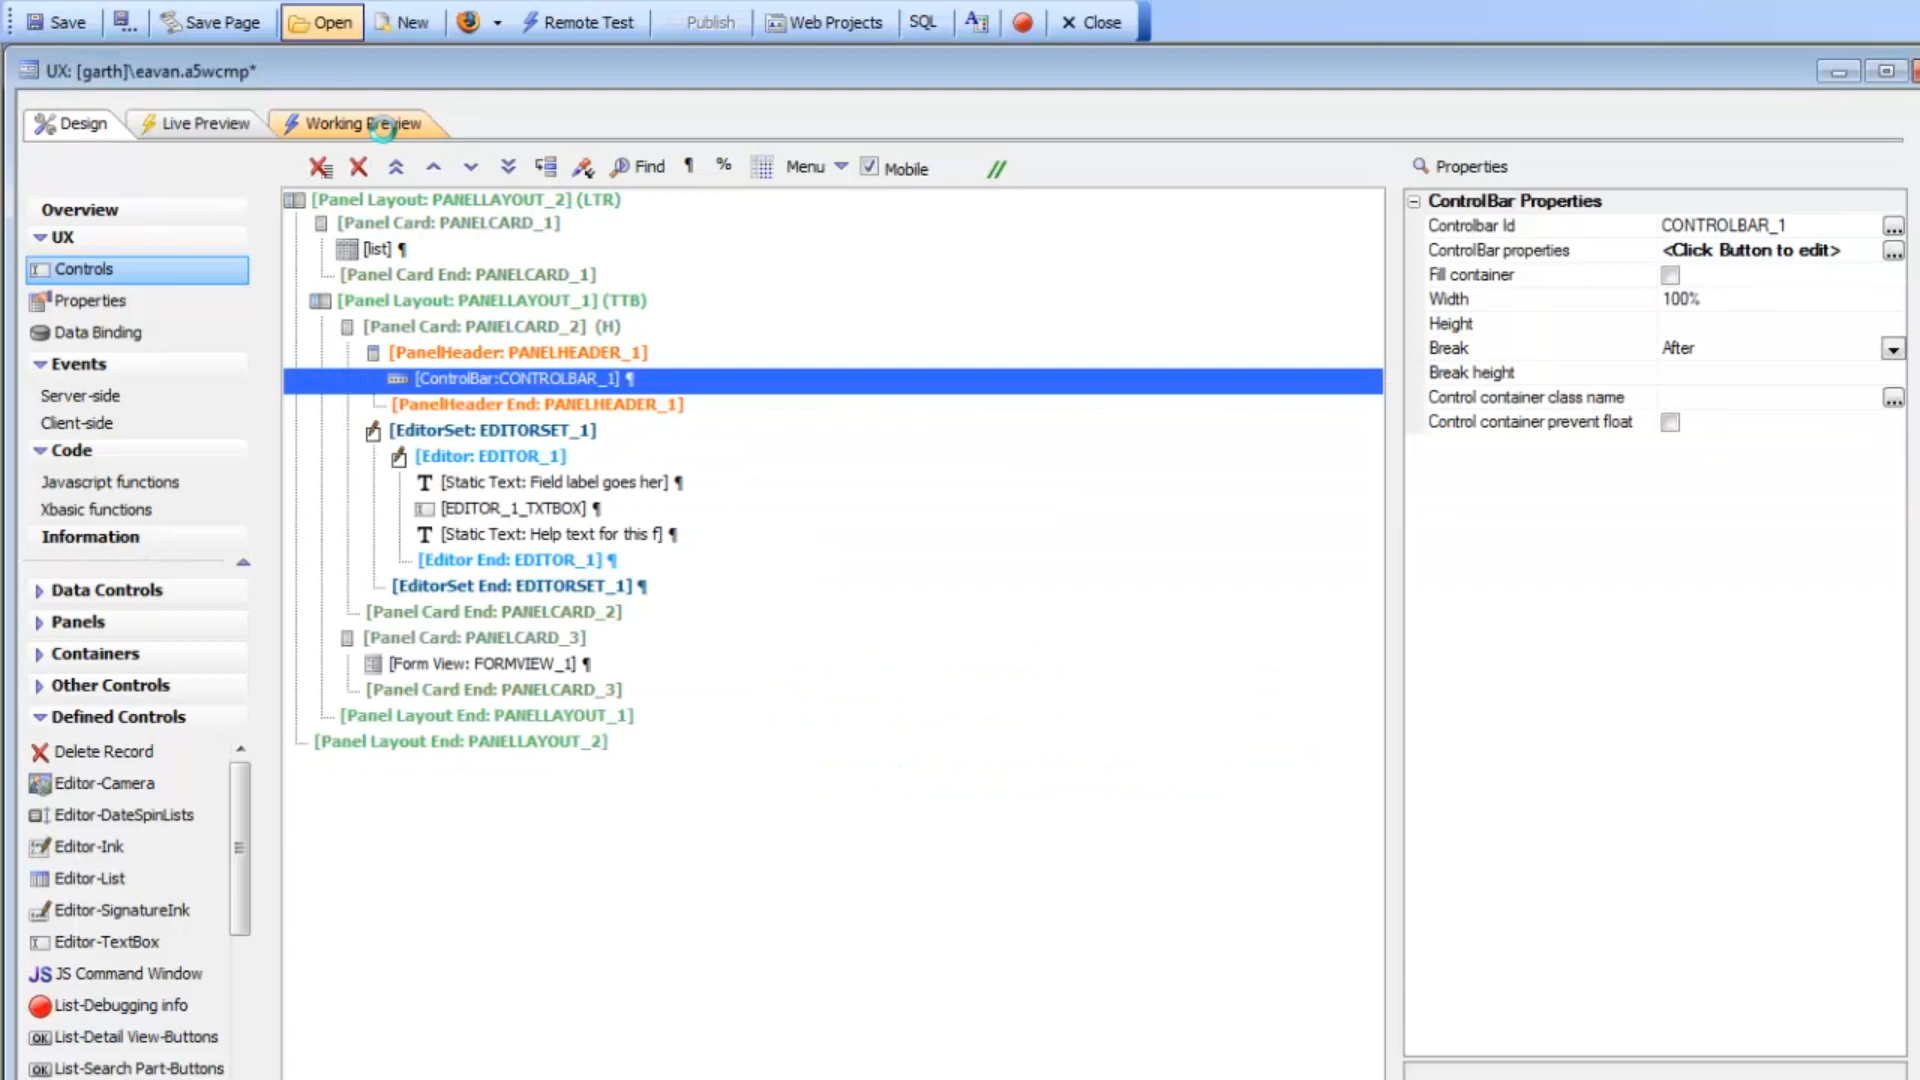 Save
Save Page
Open
New
Remote Test
Publish
Web Projects
SQL
Close
UX: [garth]\eavan.a5wcmp*
Design
Live Preview
Working Preview
Find
¶
%
Menu
Mobile
Overview
UX
Controls
Properties
Data Binding
Events
Server-side
Client-side
Code
Javascript functions
Xbasic functions
Information
Data Controls
Panels
Containers
Other Controls
Defined Controls
Delete Record
Editor-Camera
Editor-DateSpinLists
Editor-Ink
Editor-List
Editor-SignatureInk
Editor-TextBox
JS JS Command Window
List-Debugging info
OK List-Detail View-Buttons
OK List-Search Part-Buttons
[Panel Layout: PANELLAYOUT_2] (LTR)
[Panel Card: PANELCARD_1]
[list] ¶
[Panel Card End: PANELCARD_1]
[Panel Layout: PANELLAYOUT_1] (TTB)
[Panel Card: PANELCARD_2] (H)
[PanelHeader: PANELHEADER_1]
[ControlBar:CONTROLBAR_1] ¶
[PanelHeader End: PANELHEADER_1]
[EditorSet: EDITORSET_1]
[Editor: EDITOR_1]
T [Static Text: Field label goes her] ¶
[EDITOR_1_TXTBOX] ¶
T [Static Text: Help text for this f] ¶
[Editor End: EDITOR_1] ¶
[EditorSet End: EDITORSET_1] ¶
[Panel Card End: PANELCARD_2]
[Panel Card: PANELCARD_3]
[Form View: FORMVIEW_1] ¶
[Panel Card End: PANELCARD_3]
[Panel Layout End: PANELLAYOUT_1]
[Panel Layout End: PANELLAYOUT_2]
Properties
ControlBar Properties
Controlbar Id CONTROLBAR_1 ...
ControlBar properties <Click Button to edit> ...
Fill container
Width 100%
Height
Break After
Break height
Control container class name ...
Control container prevent float